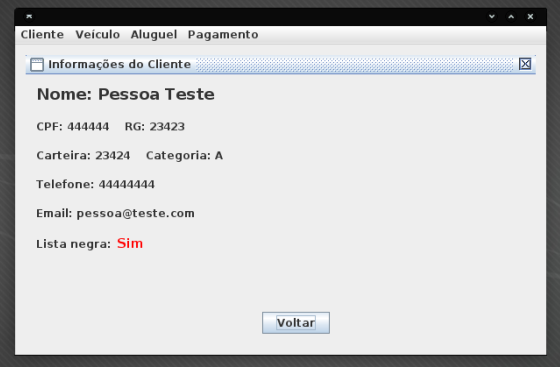 Cliente Veículo Aluguel Pagamento
Informações do Cliente
Nome: Pessoa Teste
CPF: 444444 RG: 23423
Carteira: 23424 Categoria: A
Telefone: 44444444
Email: pessoa@teste.com
Lista negra: Sim
Voltar